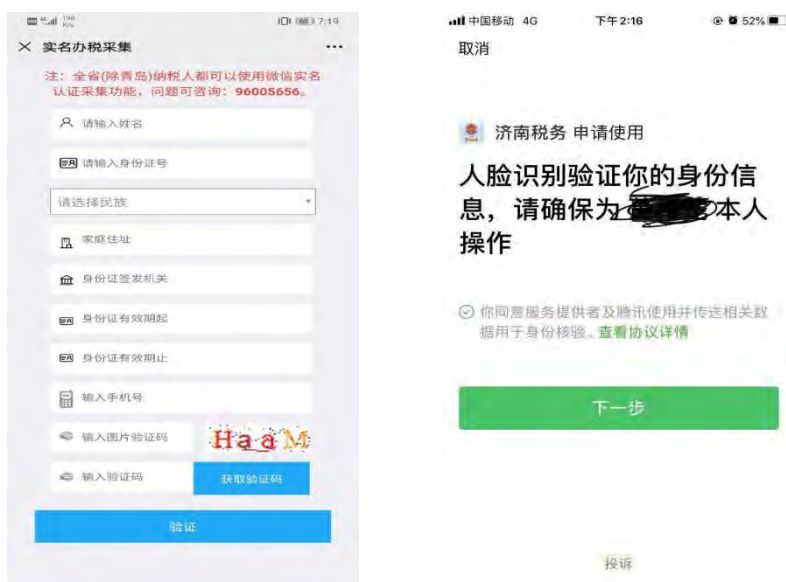 7:19
实名办税采集
注：全省(除青岛)纳税人都可以使用微信实名
认证采集功能，问题可咨询：96005656。
请输入姓名
请输入身份证号
请选择民族
家庭住址
身份证签发机关
身份证有效期起
身份证有效期止
输入手机号
输入图片验证码
HaaM
输入验证码
获取验证码
验证
中国移动 4G 下午2:16 52%
取消
济南税务 申请使用
人脸识别验证你的身份信
息，请确保为 本人
操作
你同意服务提供者及腾讯使用并传送相关数
据用于身份核验。查看协议详情
下一步
投诉